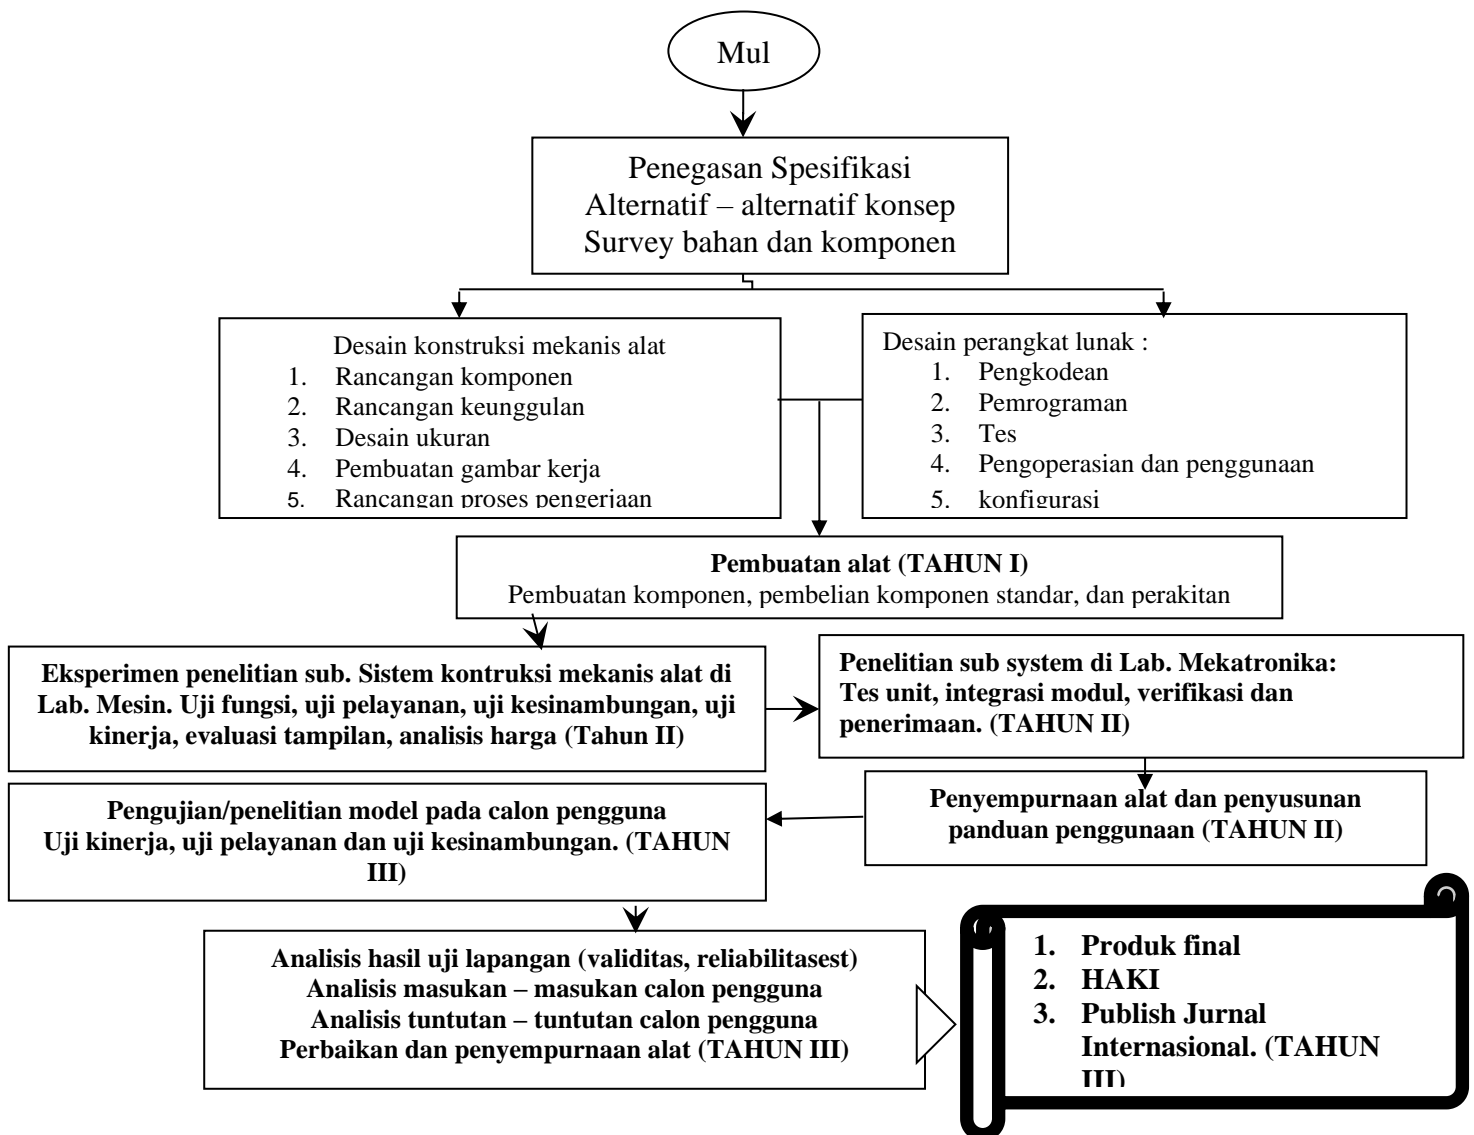 Mul
Penegasan Spesifikasi
Alternatif – alternatif konsep
Survey bahan dan komponen
Desain konstruksi mekanis alat
1. Rancangan komponen
2. Rancangan keunggulan
3. Desain ukuran
4. Pembuatan gambar kerja
5. Rancangan proses pengerjaan
Desain perangkat lunak :
1. Pengkodean
2. Pemrograman
3. Tes
4. Pengoperasian dan penggunaan
5. konfigurasi
Pembuatan alat (TAHUN I)
Pembuatan komponen, pembelian komponen standar, dan perakitan
Eksperimen penelitian sub. Sistem kontruksi mekanis alat di
Lab. Mesin. Uji fungsi, uji pelayanan, uji kesinambungan, uji
kinerja, evaluasi tampilan, analisis harga (Tahun II)
Penelitian sub system di Lab. Mekatronika:
Tes unit, integrasi modul, verifikasi dan
penerimaan. (TAHUN II)
Penyempurnaan alat dan penyusunan
panduan penggunaan (TAHUN II)
Pengujian/penelitian model pada calon pengguna
Uji kinerja, uji pelayanan dan uji kesinambungan. (TAHUN
III)
Analisis hasil uji lapangan (validitas, reliabilitasest)
Analisis masukan – masukan calon pengguna
Analisis tuntutan – tuntutan calon pengguna
Perbaikan dan penyempurnaan alat (TAHUN III)
1. Produk final
2. HAKI
3. Publish Jurnal
Internasional. (TAHUN
III)